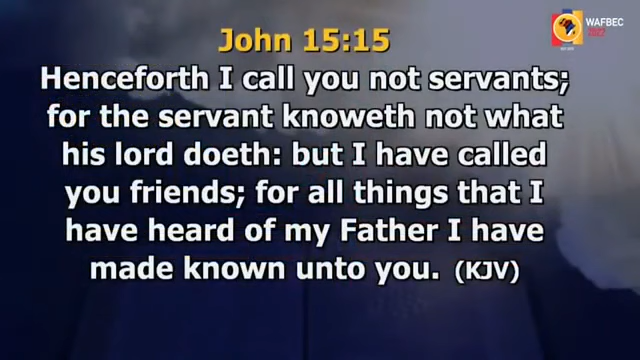 John 15:15
WAFBEC
2022
Henceforth I call you not servants;
for the servant knoweth not what
his lord doeth: but I have called
you friends; for all things that I
have heard of my Father I have
made known unto you. (KJV)